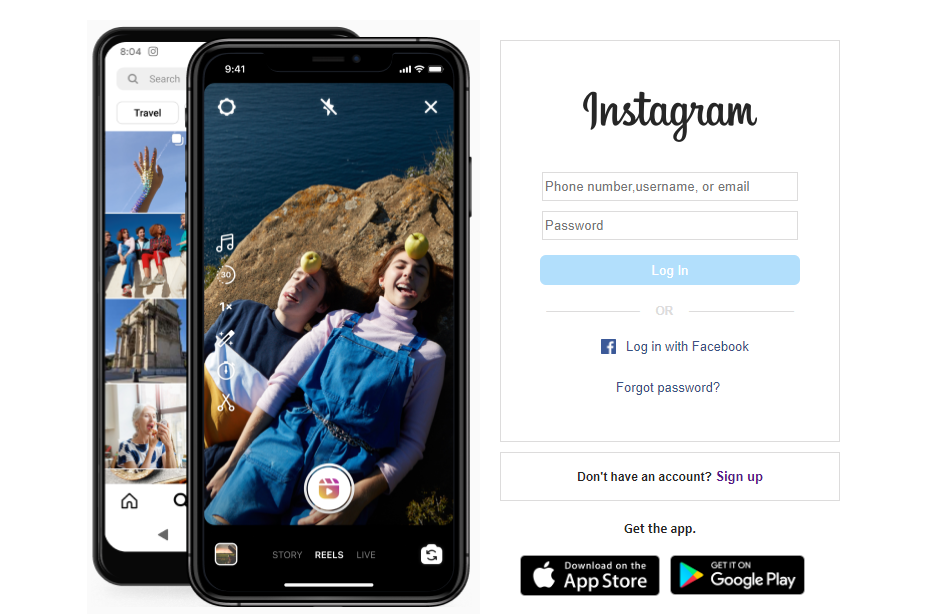 8:04
Search
Travel
9:41
30
1×
STORY REELS LIVE
Instagram
Phone number,username, or email
Password
Log In
OR
Log in with Facebook
Forgot password?
Don't have an account? Sign up
Get the app.
Download on the
App Store
GET IT ON
Google Play